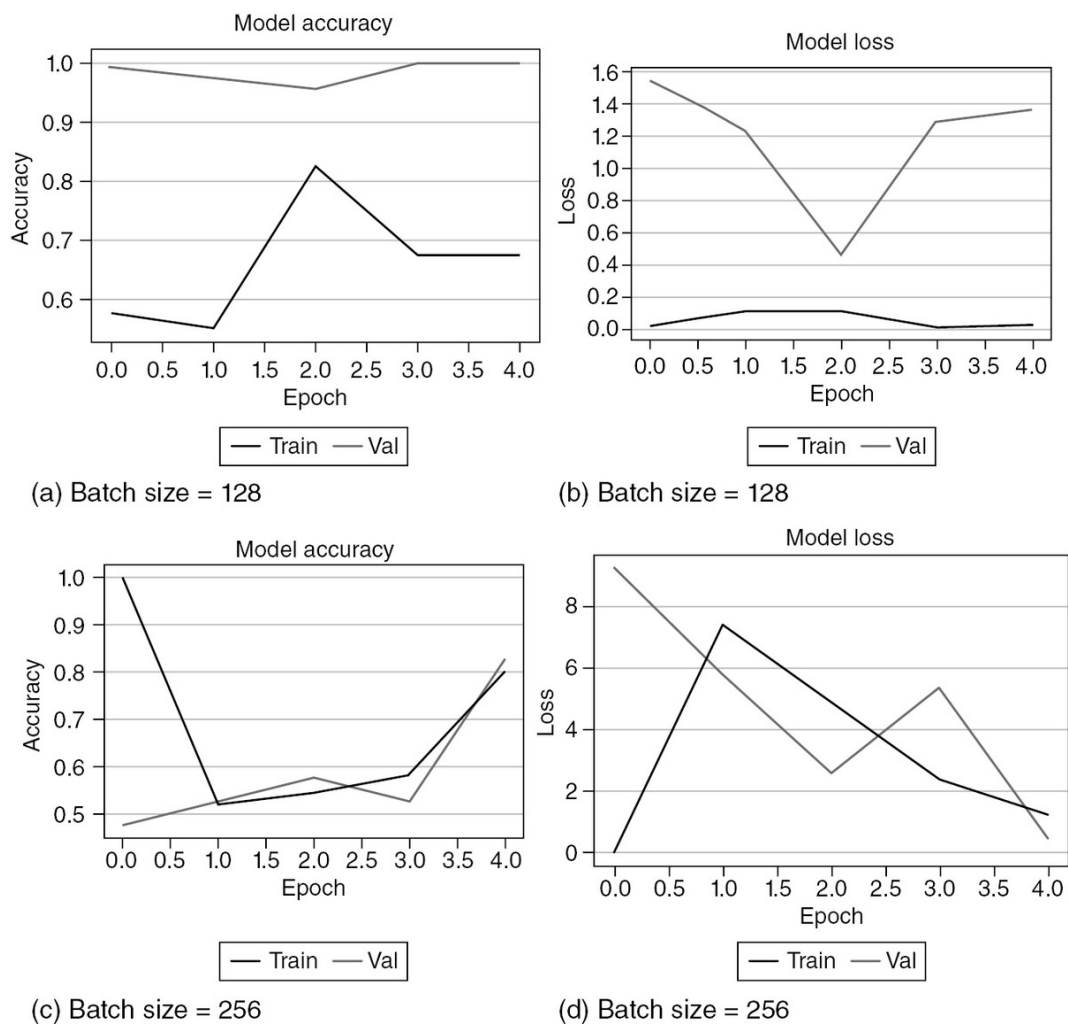 Model accuracy
1.0
0.9
0.8
0.7
0.6
Accuracy
0.0 0.5 1.0 1.5 2.0 2.5 3.0 3.5 4.0
Epoch
Train Val
(a) Batch size = 128
Model loss
1.6
1.4
1.2
1.0
0.8
0.6
0.4
0.2
0.0
Loss
0.0 0.5 1.0 1.5 2.0 2.5 3.0 3.5 4.0
Epoch
Train Val
(b) Batch size = 128
Model accuracy
1.0
0.9
0.8
0.7
0.6
0.5
Accuracy
0.0 0.5 1.0 1.5 2.0 2.5 3.0 3.5 4.0
Epoch
Train Val
(c) Batch size = 256
Model loss
8
6
4
2
0
Loss
0.0 0.5 1.0 1.5 2.0 2.5 3.0 3.5 4.0
Epoch
Train Val
(d) Batch size = 256